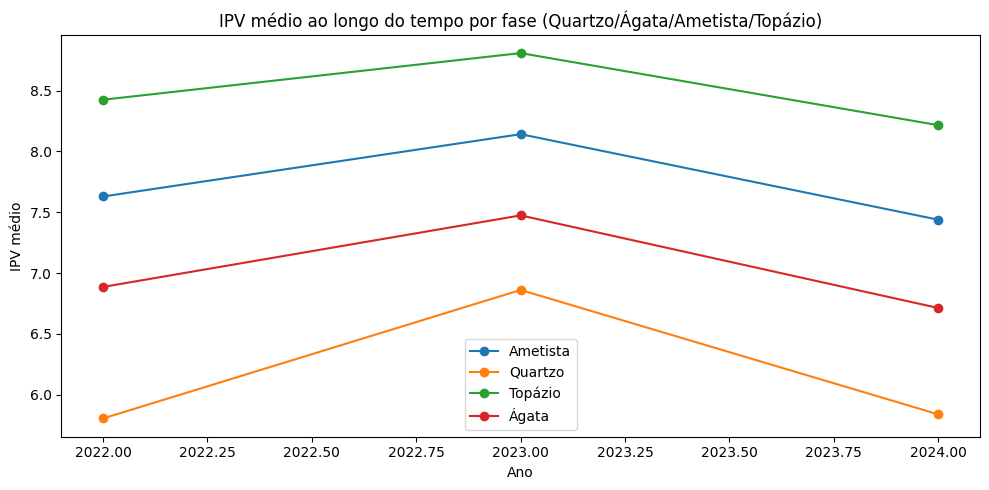 IPV médio ao longo do tempo por fase (Quartzo/Ágata/Ametista/Topázio)
IPV médio
8.5
8.0
7.5
7.0
6.5
6.0
Ametista
Quartzo
Topázio
Ágata
2022.00 2022.25 2022.50 2022.75 2023.00 2023.25 2023.50 2023.75 2024.00
Ano